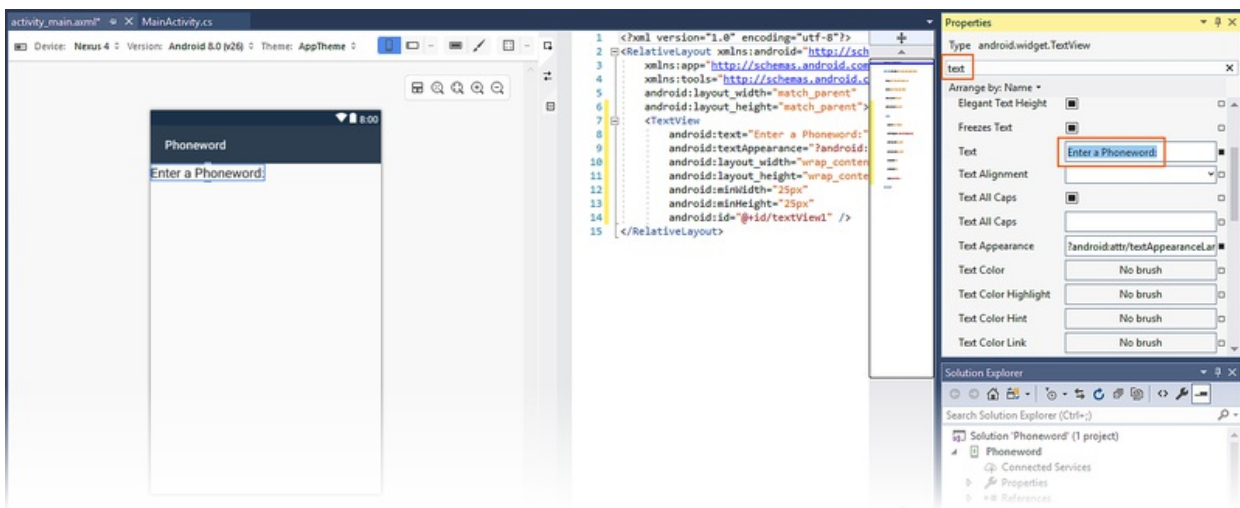 activity_main.axml* MainActivity.cs
Device: Nexus 4 Version: Android 8.0 (v26) Theme: AppTheme
8:00
Phoneword
Enter a Phoneword:
1 <?xml version="1.0" encoding="utf-8"?>
2 <RelativeLayout xmlns:android="http://sch
3 xmlns:app="http://schemas.android.com
4 xmlns:tools="http://schemas.android.c
5 android:layout_width="match_parent"
6 android:layout_height="match_parent">
7 <TextView
8 android:text="Enter a Phoneword:"
9 android:textAppearance="?android:
10 android:layout_width="wrap_conten
11 android:layout_height="wrap_conte
12 android:minWidth="25px"
13 android:minHeight="25px"
14 android:id="@+id/textView1" />
15 </RelativeLayout>
Properties
Type android.widget.TextView
text
Arrange by: Name
Elegant Text Height
Freezes Text
Text Enter a Phoneword:
Text Alignment
Text All Caps
Text All Caps
Text Appearance ?android:attr/textAppearanceLar
Text Color No brush
Text Color Highlight No brush
Text Color Hint No brush
Text Color Link No brush
Solution Explorer
Search Solution Explorer (Ctrl+;)
Solution 'Phoneword' (1 project)
Phoneword
Connected Services
Properties
References